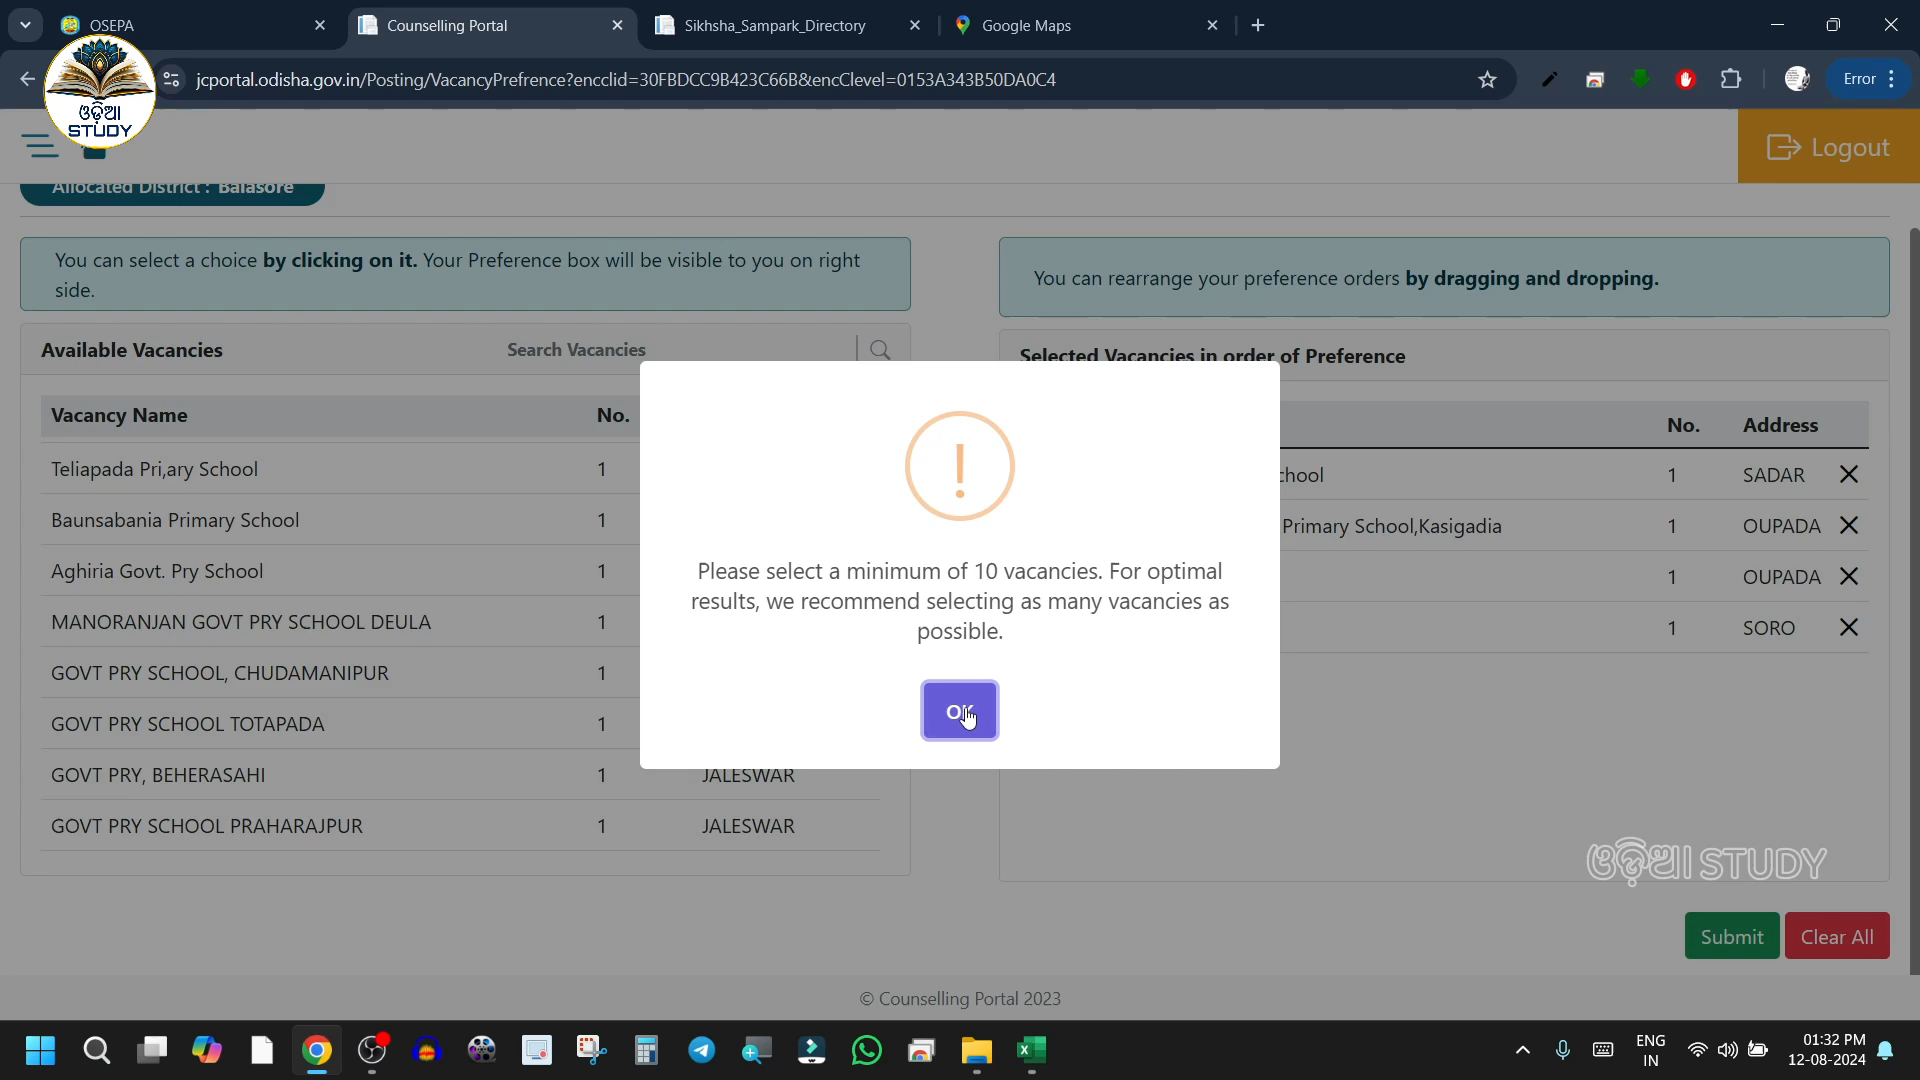 OSEPA
Counselling Portal
Sikhsha_Sampark_Directory
Google Maps
jcportal.odisha.gov.in/Posting/VacancyPrefrence?encclid=30FBDCC9B423C66B&encClevel=0153A343B50DA0C4
Error
ଓଡ଼ିଆ
STUDY
Logout
Allocated District : Balasore
You can select a choice by clicking on it. Your Preference box will be visible to you on right
side.
You can rearrange your preference orders by dragging and dropping.
Available Vacancies
Search Vacancies
Selected Vacancies in order of Preference
Vacancy Name No.
No. Address
Teliapada Pri,ary School 1
Baunsabania Primary School 1
Aghiria Govt. Pry School 1
MANORANJAN GOVT PRY SCHOOL DEULA 1
GOVT PRY SCHOOL, CHUDAMANIPUR 1
GOVT PRY SCHOOL TOTAPADA 1
GOVT PRY, BEHERASAHI 1 JALESWAR
GOVT PRY SCHOOL PRAHARAJPUR 1 JALESWAR
chool 1 SADAR
Primary School,Kasigadia 1 OUPADA
1 OUPADA
1 SORO
Please select a minimum of 10 vacancies. For optimal
results, we recommend selecting as many vacancies as
possible.
OK
ଓଡ଼ିଆ STUDY
Submit
Clear All
© Counselling Portal 2023
ENG
IN
01:32 PM
12-08-2024